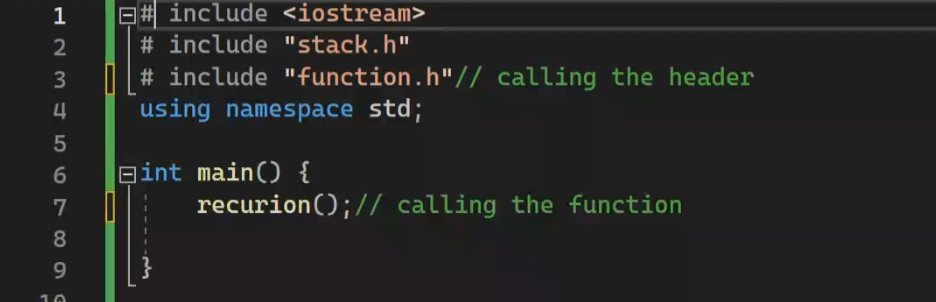 1 # include <iostream>
2 # include "stack.h"
3 # include "function.h"// calling the header
4 using namespace std;
5
6 int main() {
7 recurion();// calling the function
8
9 }
10